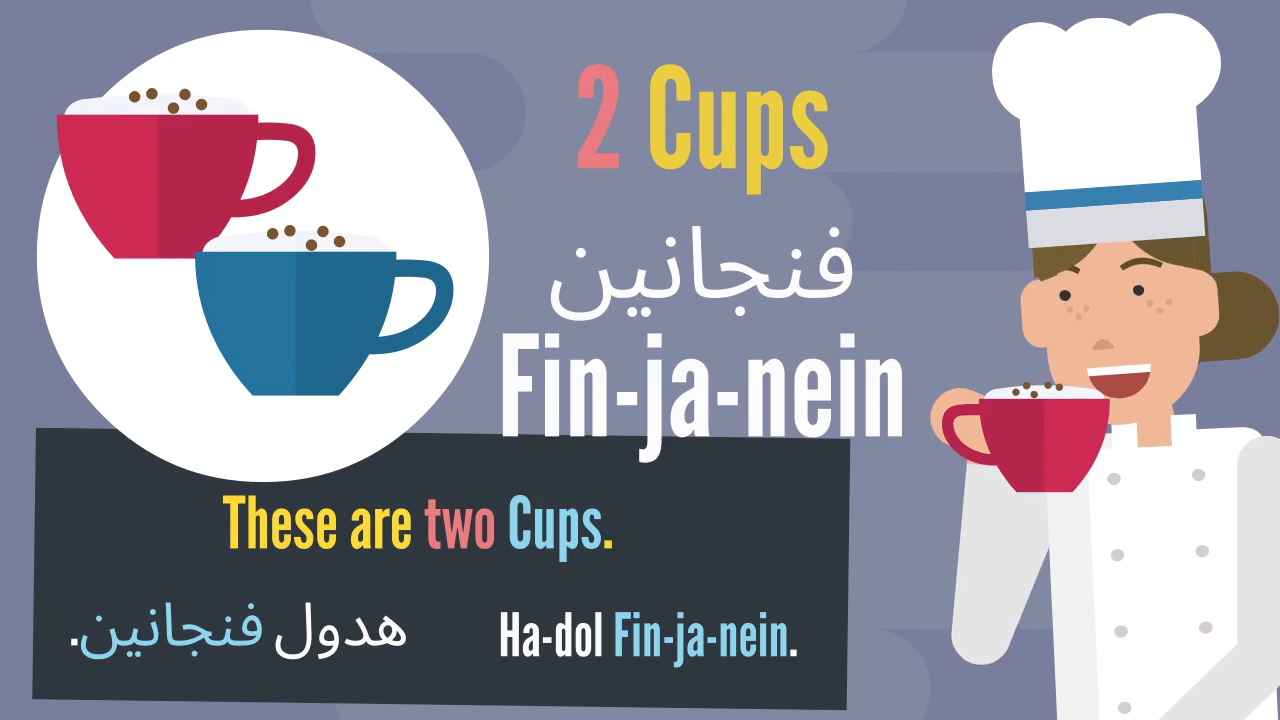 2 Cups
فنجانين
Fin-ja-nein
These are two Cups.
هدول فنجانين.
Ha-dol Fin-ja-nein.